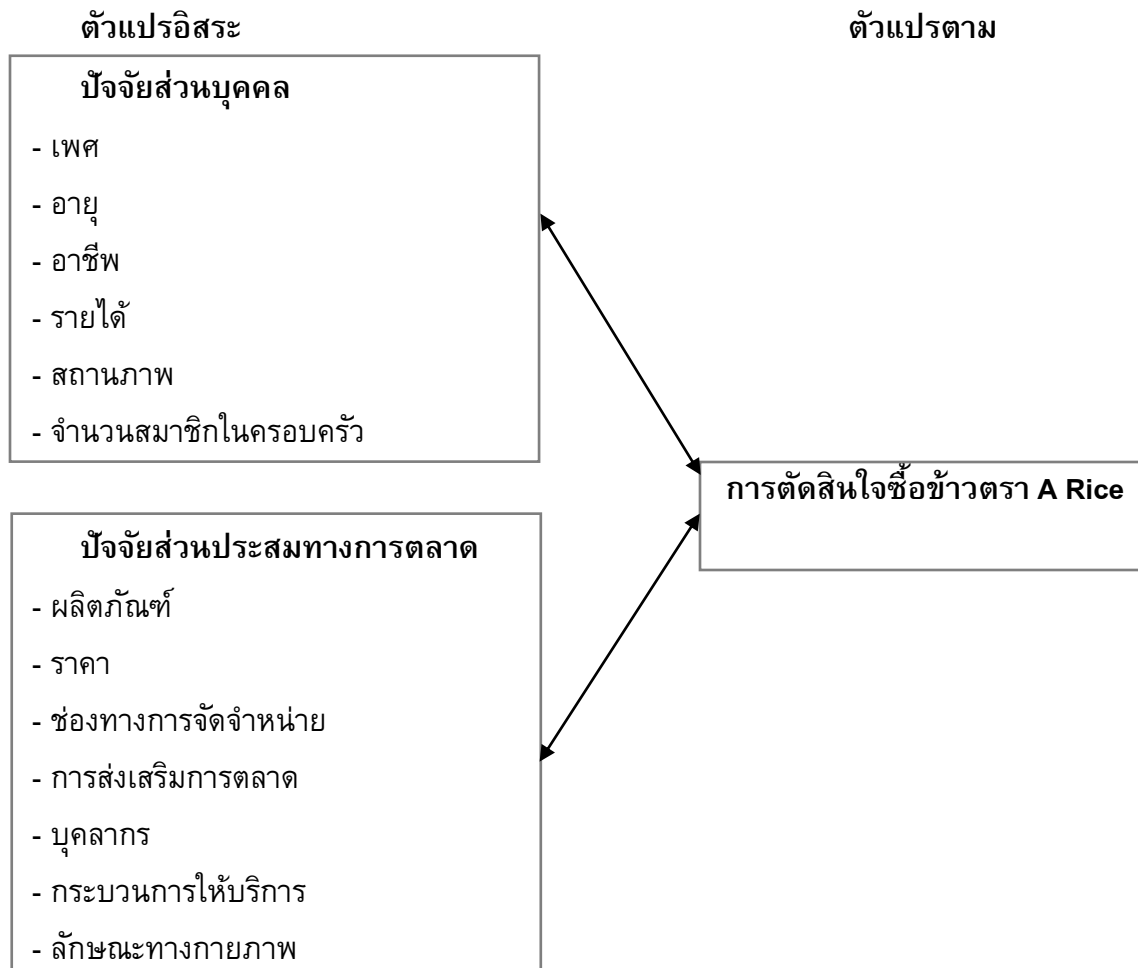 ตัวแปรอิสระ
ตัวแปรตาม
ปัจจัยส่วนบุคคล
- เพศ
- อายุ
- อาชีพ
- รายได้
- สถานภาพ
- จำนวนสมาชิกในครอบครัว
การตัดสินใจซื้อข้าวตรา A Rice
ปัจจัยส่วนประสมทางการตลาด
- ผลิตภัณฑ์
- ราคา
- ช่องทางการจัดจำหน่าย
- การส่งเสริมการตลาด
- บุคลากร
- กระบวนการให้บริการ
- ลักษณะทางกายภาพ